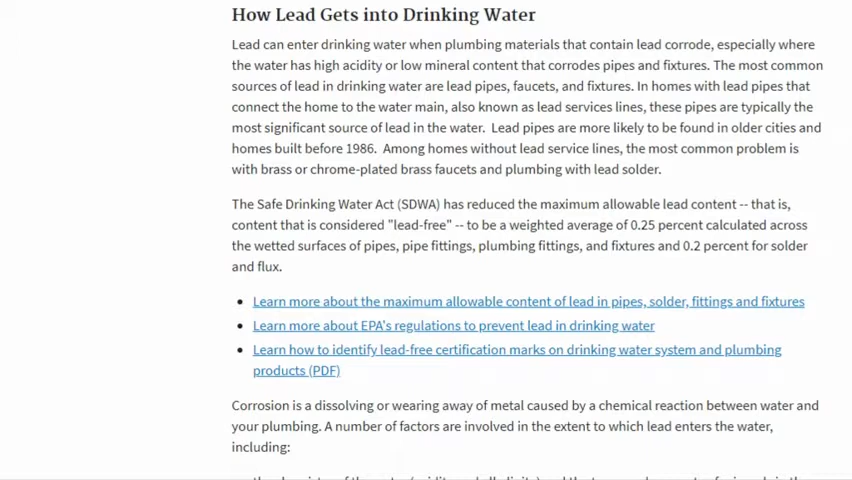 How Lead Gets into Drinking Water
Lead can enter drinking water when plumbing materials that contain lead corrode, especially where
the water has high acidity or low mineral content that corrodes pipes and fixtures. The most common
sources of lead in drinking water are lead pipes, faucets, and fixtures. In homes with lead pipes that
connect the home to the water main, also known as lead services lines, these pipes are typically the
most significant source of lead in the water.  Lead pipes are more likely to be found in older cities and
homes built before 1986.  Among homes without lead service lines, the most common problem is
with brass or chrome-plated brass faucets and plumbing with lead solder.
The Safe Drinking Water Act (SDWA) has reduced the maximum allowable lead content -- that is,
content that is considered "lead-free" -- to be a weighted average of 0.25 percent calculated across
the wetted surfaces of pipes, pipe fittings, plumbing fittings, and fixtures and 0.2 percent for solder
and flux.
• Learn more about the maximum allowable content of lead in pipes, solder, fittings and fixtures
• Learn more about EPA's regulations to prevent lead in drinking water
• Learn how to identify lead-free certification marks on drinking water system and plumbing
products (PDF)
Corrosion is a dissolving or wearing away of metal caused by a chemical reaction between water and
your plumbing. A number of factors are involved in the extent to which lead enters the water,
including: